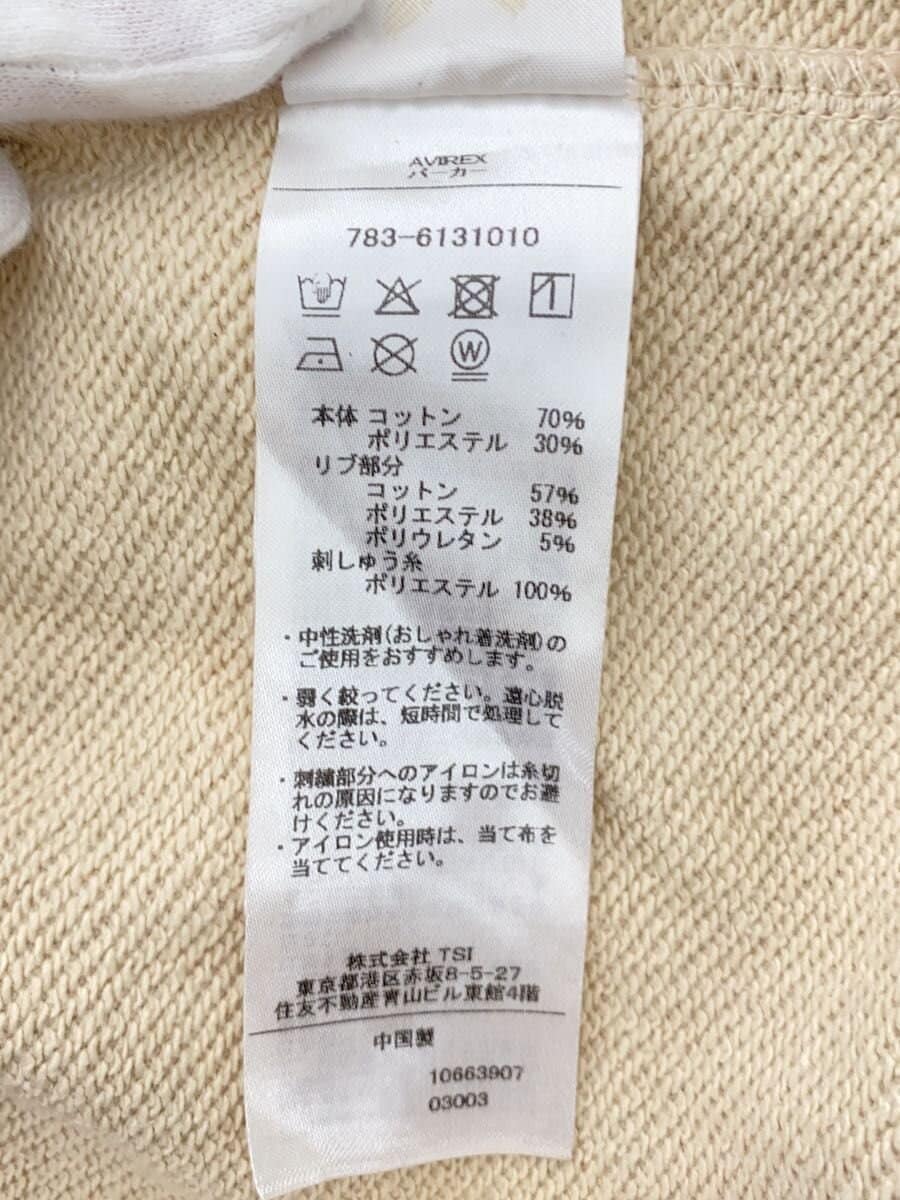 AVIREX
パーカー
783-6131010
W
本体 コットン 70%
ポリエステル 30%
リブ部分
コットン 57%
ポリエステル 38%
ポリウレタン 5%
刺しゅう糸
ポリエステル 100%
・中性洗剤(おしゃれ着洗剤)の
ご使用をおすすめします。
・弱く絞ってください。遠心脱
水の際は、短時間で処理して
ください。
・刺繍部分へのアイロンは糸切
れの原因になりますのでお避
けください。
・アイロン使用時は、当て布を
当ててください。
株式会社 TSI
東京都港区赤坂8-5-27
住友不動産青山ビル東館4階
中国製
10663907
03003